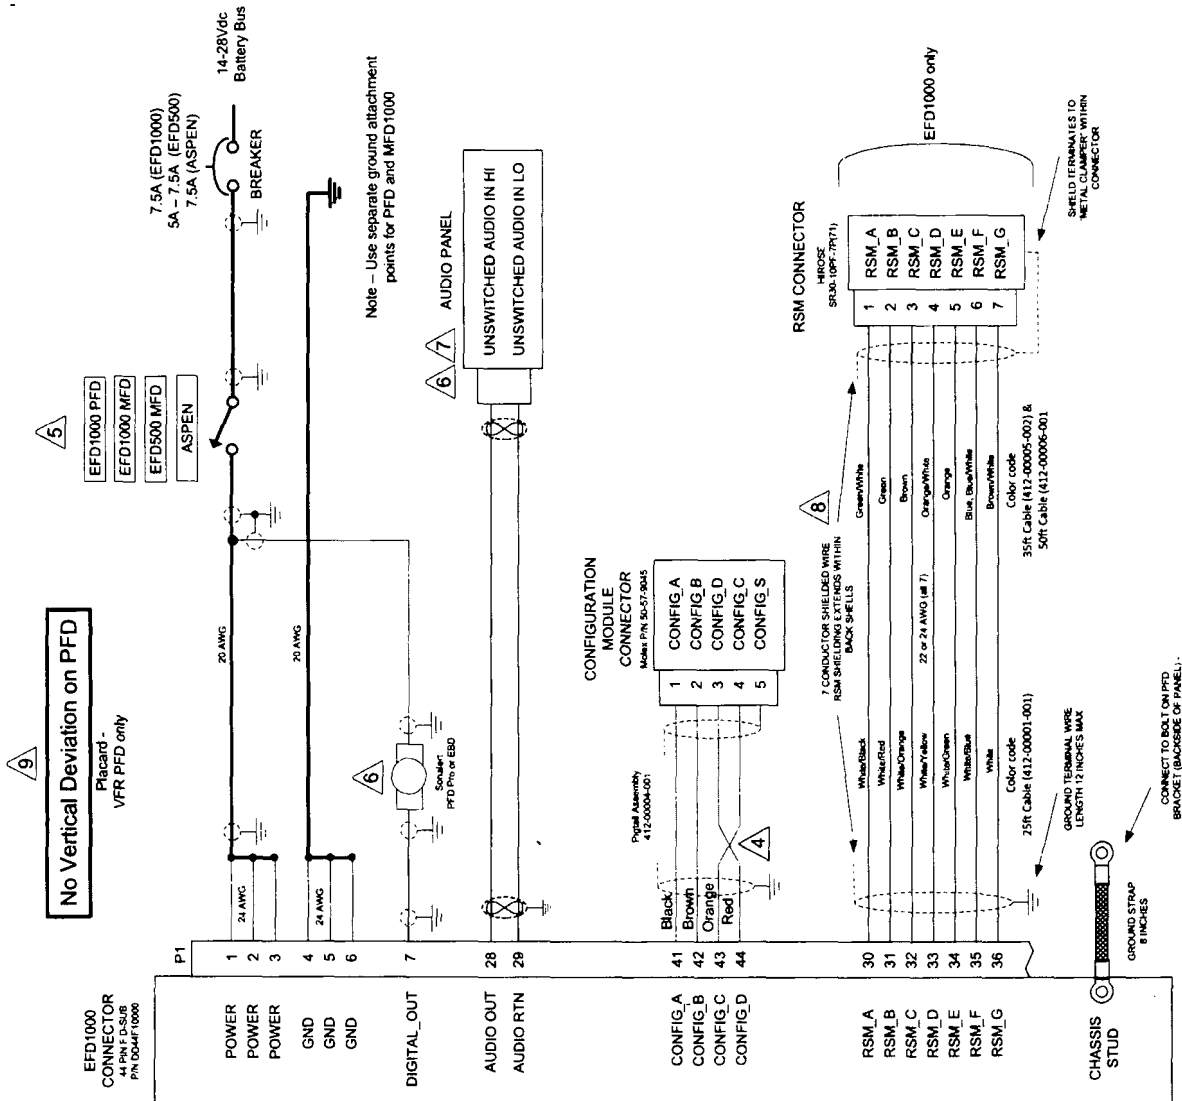 9
No Vertical Deviation on PFD
Placard -
VFR PFD only
5
EFD1000 PFD
EFD1000 MFD
EFD500 MFD
ASPEN
7.5A (EFD1000)
5A – 7.5A (EFD500)
7.5A (ASPEN)
14-28Vdc
Battery Bus
BREAKER
20 AWG
20 AWG
Note – Use separate ground attachment
points for PFD and MFD1000
EFD1000
CONNECTOR
44 PIN F D-SUB
P/N DD44F10000
P1
POWER 1
POWER 2
POWER 3
24 AWG
GND 4
GND 5
GND 6
24 AWG
DIGITAL_OUT 7
6
Sonalert
PFD Pro or EBD
AUDIO OUT 28
AUDIO RTN 29
6 7 AUDIO PANEL
UNSWITCHED AUDIO IN HI
UNSWITCHED AUDIO IN LO
CONFIG_A 41 Black
CONFIG_B 42 Brown
CONFIG_C 43 Orange
CONFIG_D 44 Red
4
Pigtail Assembly
412-00004-001
CONFIGURATION
MODULE
CONNECTOR
Molex P/N 50-57-9045
1 CONFIG_A
2 CONFIG_B
3 CONFIG_D
4 CONFIG_C
5 CONFIG_S
7 CONDUCTOR SHIELDED WIRE
RSM SHIELDING EXTENDS WITHIN
BACK SHELLS
8
RSM CONNECTOR
HIROSE
SR30-10PF-7P(71)
EFD1000 only
RSM_A 30 White/Black Green/White 1 RSM_A
RSM_B 31 White/Red Green 2 RSM_B
RSM_C 32 White/Orange Brown 3 RSM_C
RSM_D 33 White/Yellow 22 or 24 AWG (all 7) Orange/White 4 RSM_D
RSM_E 34 White/Green Orange 5 RSM_E
RSM_F 35 White/Blue Blue, Blue/White 6 RSM_F
RSM_G 36 White Brown/White 7 RSM_G
Color code
25ft Cable (412-00001-001)
Color code
35ft Cable (412-00005-002) &
50ft Cable (412-00006-001)
SHIELD TERMINATES TO
"METAL CLAMPER" WITHIN
CONNECTOR
GROUND TERMINAL WIRE
LENGTH 12 INCHES MAX
CHASSIS
STUD
GROUND STRAP
8 INCHES
CONNECT TO BOLT ON PFD
BRACKET (BACKSIDE OF PANEL) -